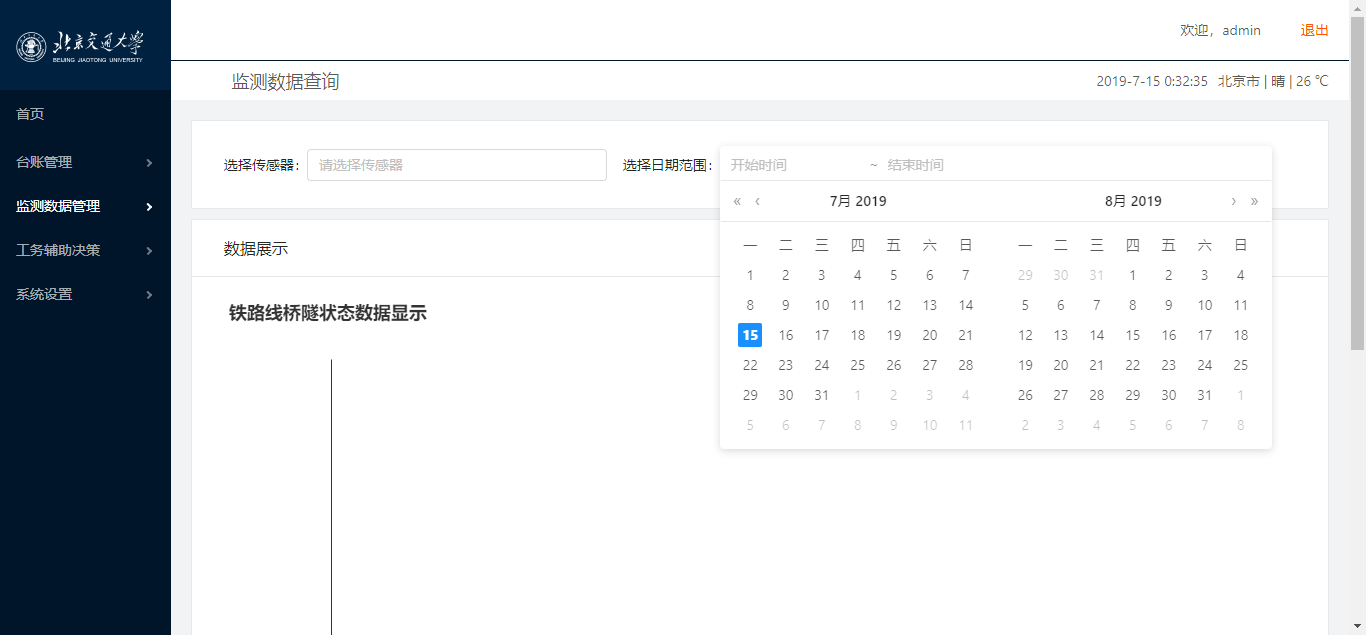 北京交通大学
BEIJING JIAOTONG UNIVERSITY
首页
台账管理
监测数据管理
工务辅助决策
系统设置
欢迎，admin 退出
监测数据查询 2019-7-15 0:32:35 北京市 | 晴 | 26 ℃
选择传感器： 请选择传感器 选择日期范围： 开始时间 ~ 结束时间
« ‹ 7月 2019 8月 2019 › »
数据展示
铁路线桥隧状态数据显示
一 二 三 四 五 六 日 一 二 三 四 五 六 日
1 2 3 4 5 6 7 29 30 31 1 2 3 4
8 9 10 11 12 13 14 5 6 7 8 9 10 11
15 16 17 18 19 20 21 12 13 14 15 16 17 18
22 23 24 25 26 27 28 19 20 21 22 23 24 25
29 30 31 1 2 3 4 26 27 28 29 30 31 1
5 6 7 8 9 10 11 2 3 4 5 6 7 8